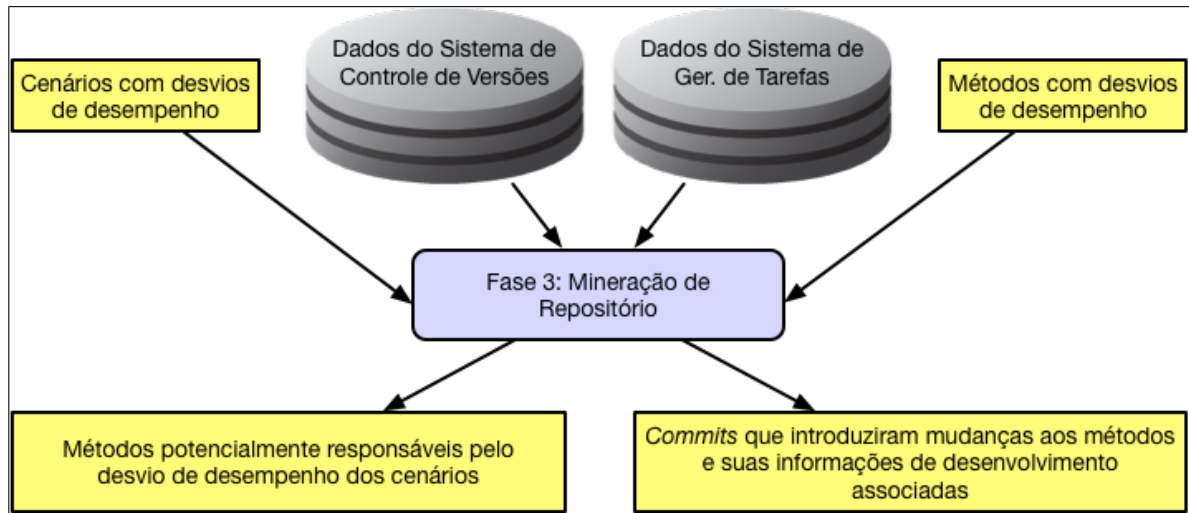 Dados do Sistema de
Controle de Versões
Dados do Sistema de
Ger. de Tarefas
Cenários com desvios
de desempenho
Métodos com desvios
de desempenho
Fase 3: Mineração de
Repositório
Métodos potencialmente responsáveis pelo
desvio de desempenho dos cenários
Commits que introduziram mudanças aos métodos
e suas informações de desenvolvimento
associadas